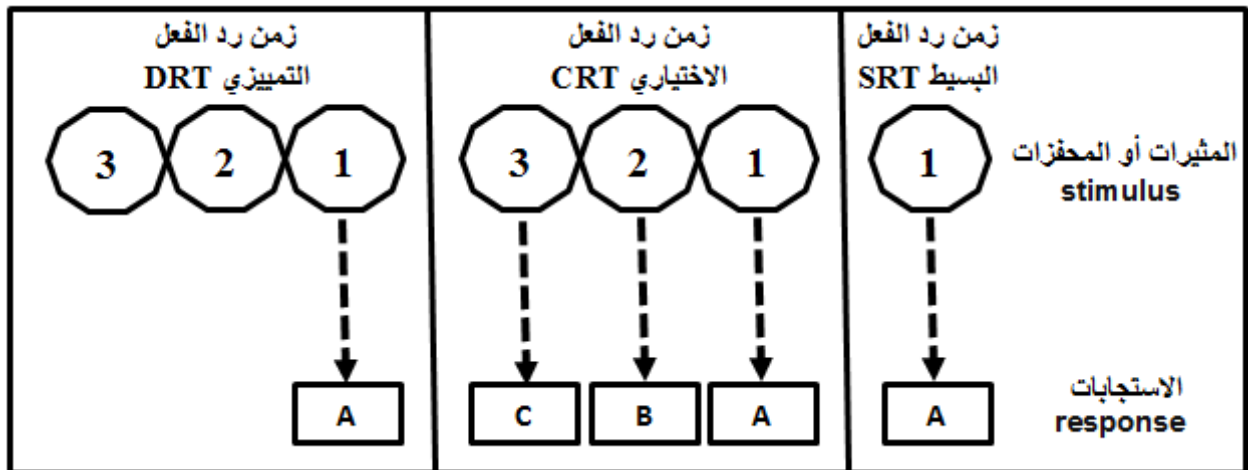 زمن رد الفعل
البسيط SRT
زمن رد الفعل
الاختياري CRT
زمن رد الفعل
التمييزي DRT
المثيرات أو المحفزات
stimulus
1
1
2
3
1
2
3
الاستجابات
response
A
A
B
C
A